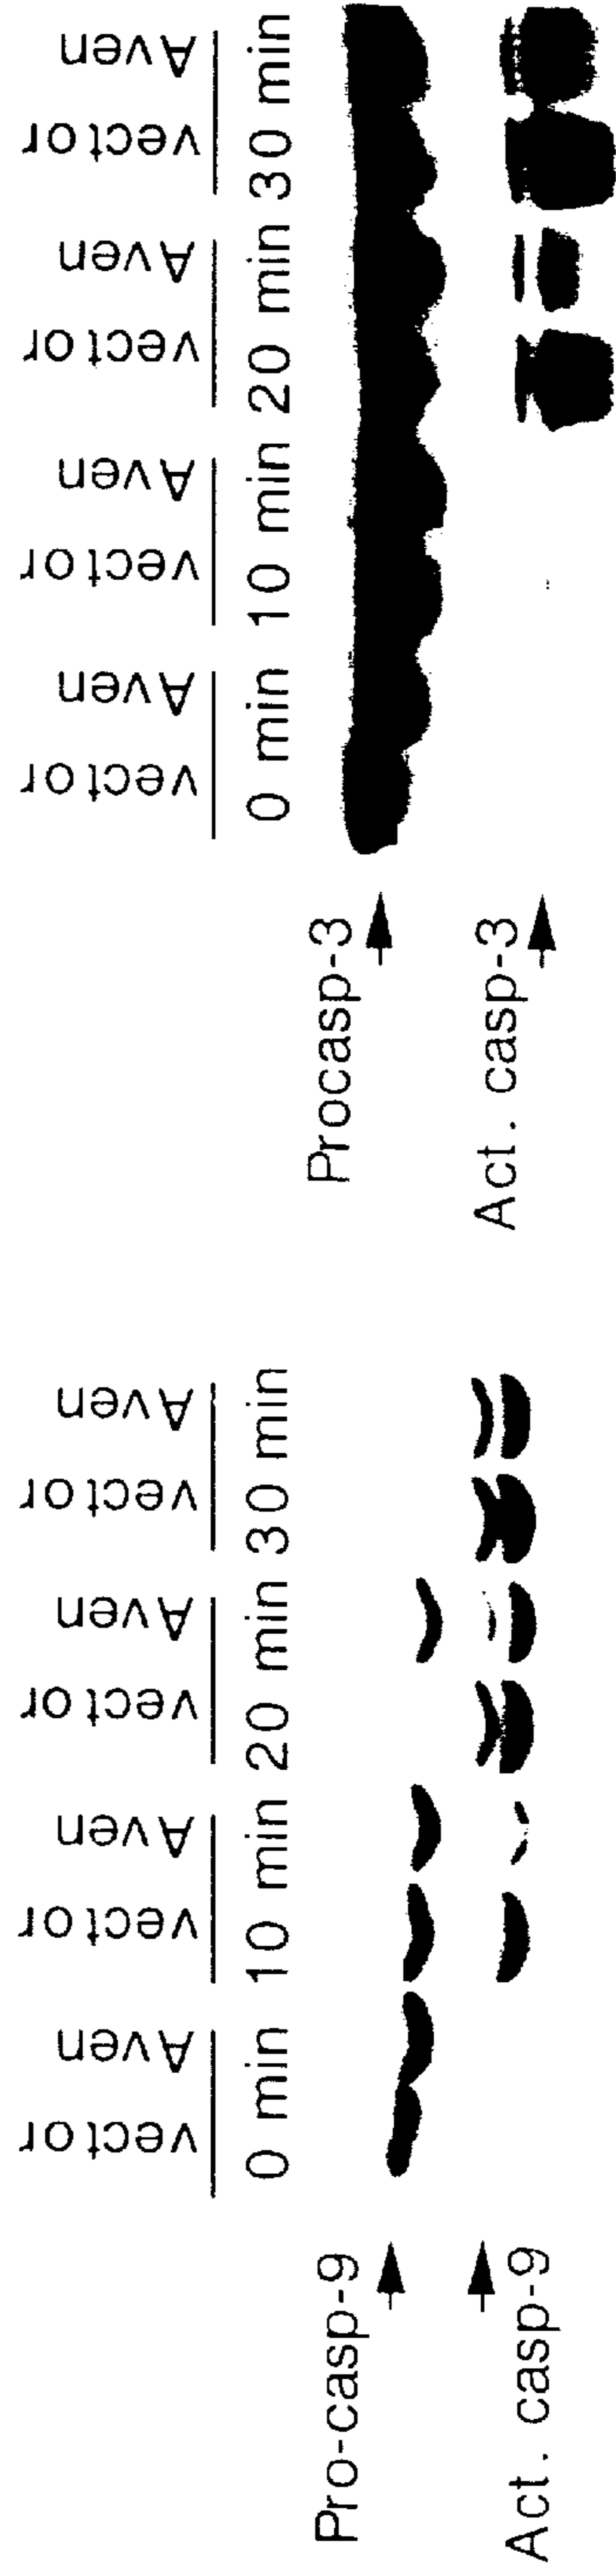 vector Aven vector Aven vector Aven vector Aven
0 min 10 min 20 min 30 min
Pro-casp-9
Act. casp-9
vector Aven vector Aven vector Aven vector Aven
0 min 10 min 20 min 30 min
Procasp-3
Act. casp-3